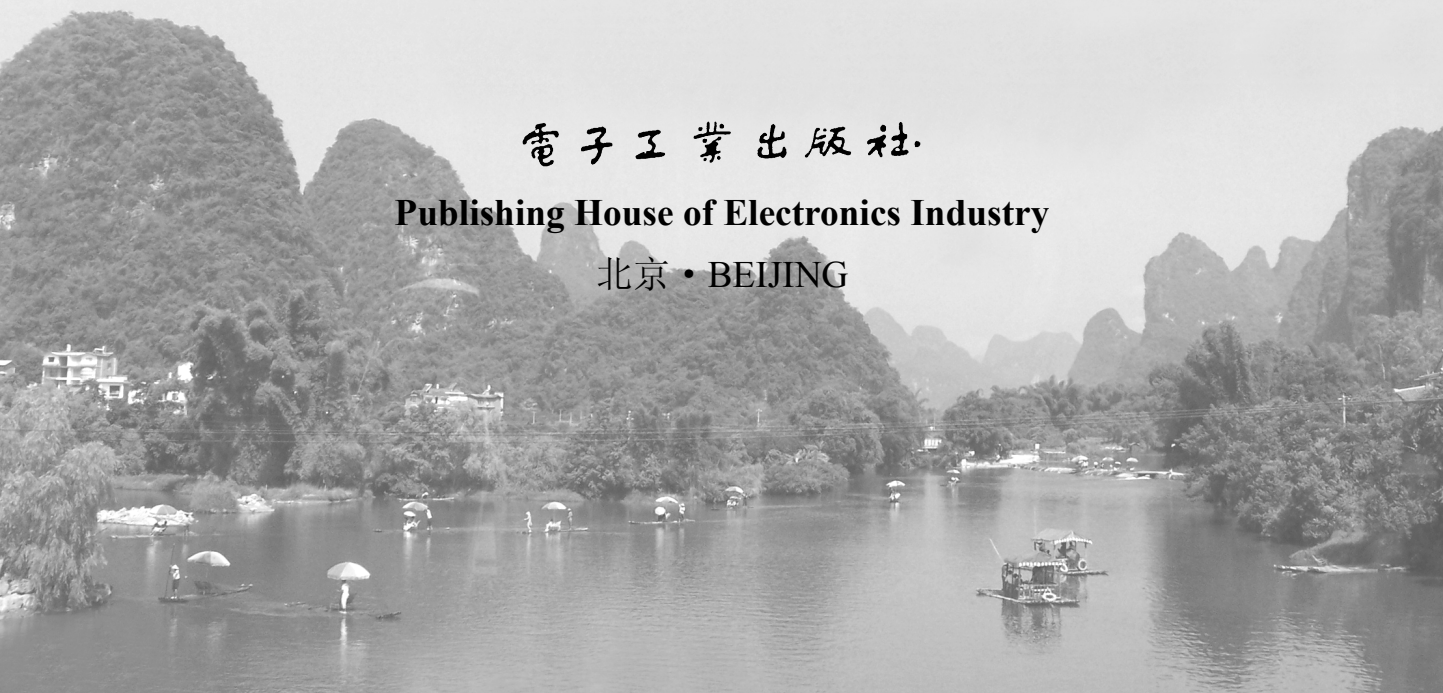 電子工業出版社·
Publishing House of Electronics Industry
北京·BEIJING